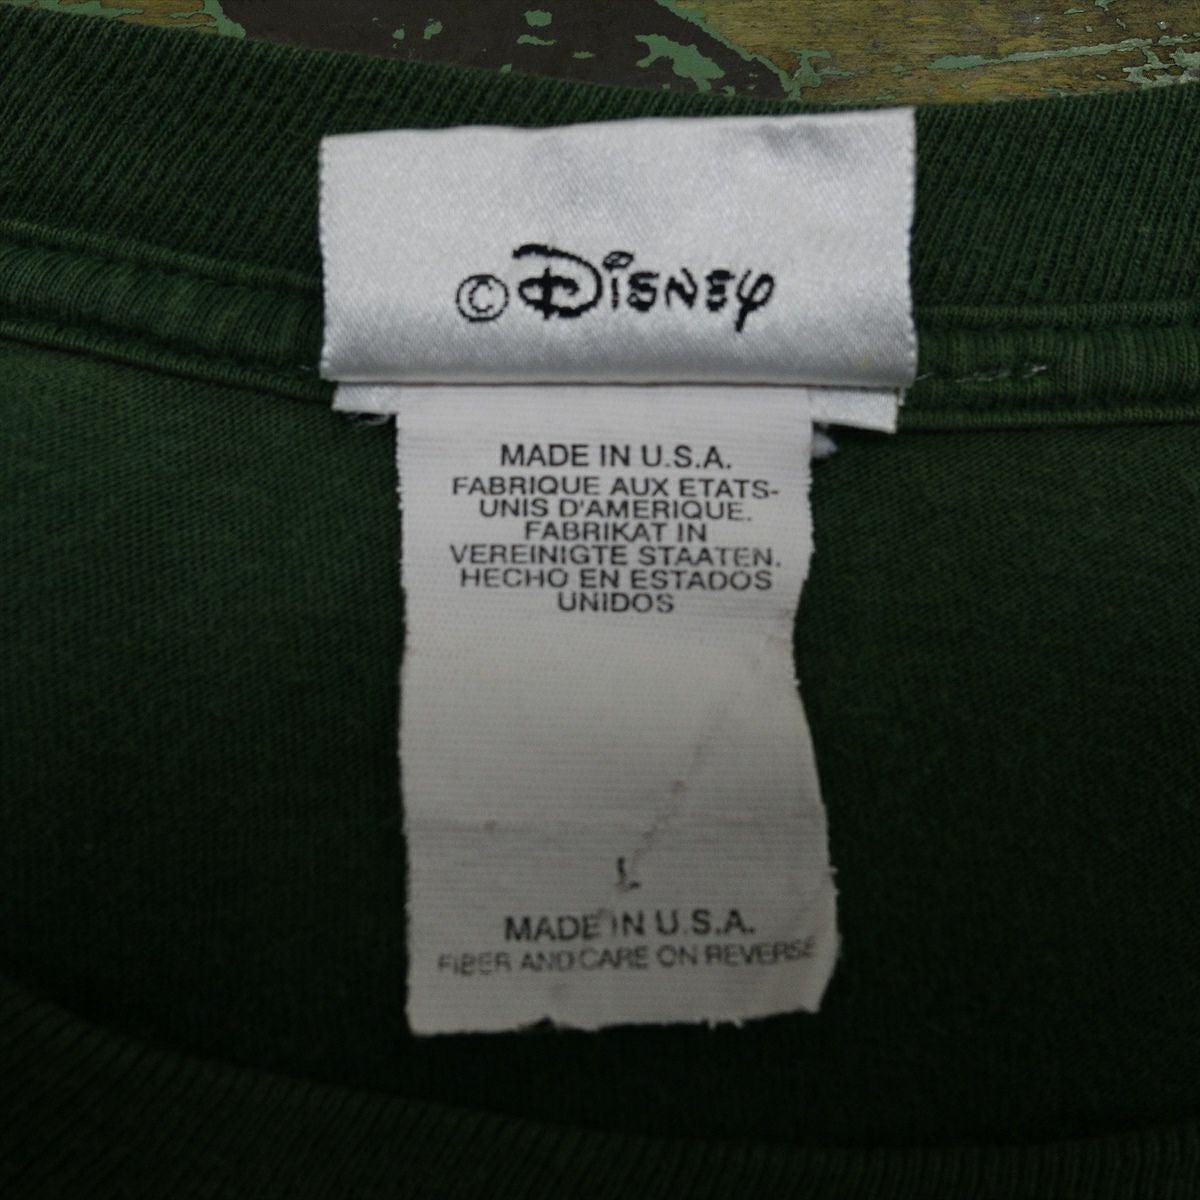 © Disney
MADE IN U.S.A.
FABRIQUE AUX ETATS-
UNIS D'AMERIQUE.
FABRIKAT IN
VEREINIGTE STAATEN.
HECHO EN ESTADOS
UNIDOS
L
MADE IN U.S.A.
FIBER AND CARE ON REVERSE